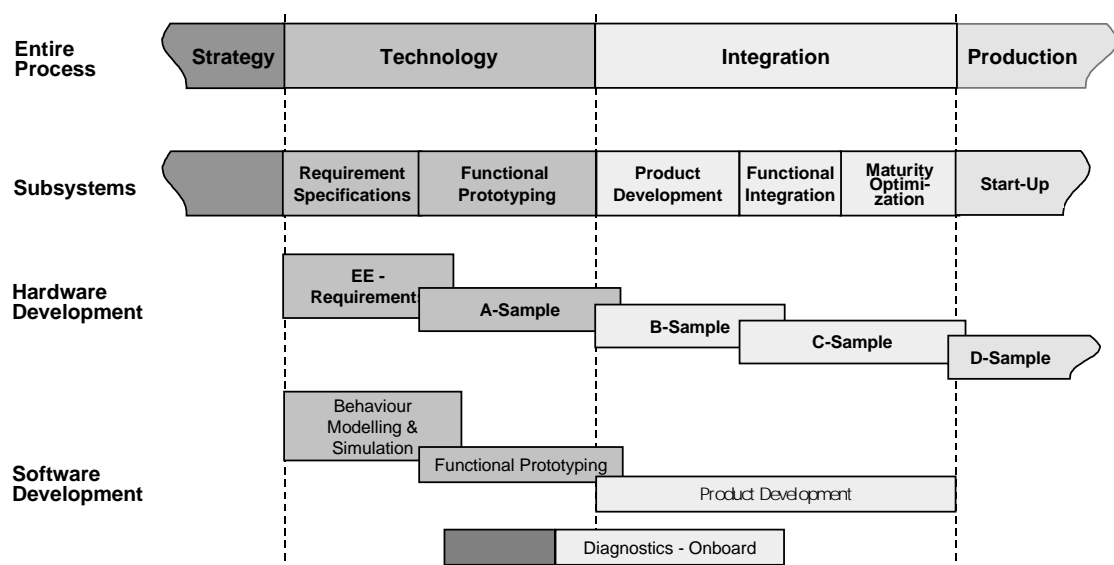 Entire
Process
Strategy
Technology
Integration
Production
Subsystems
Requirement
Specifications
Functional
Prototyping
Product
Development
Functional
Integration
Maturity
Optimi-
zation
Start-Up
Hardware
Development
EE -
Requirements
A-Sample
B-Sample
C-Sample
D-Sample
Software
Development
Behaviour
Modelling &
Simulation
Functional Prototyping
Product Development
Diagnostics - Onboard